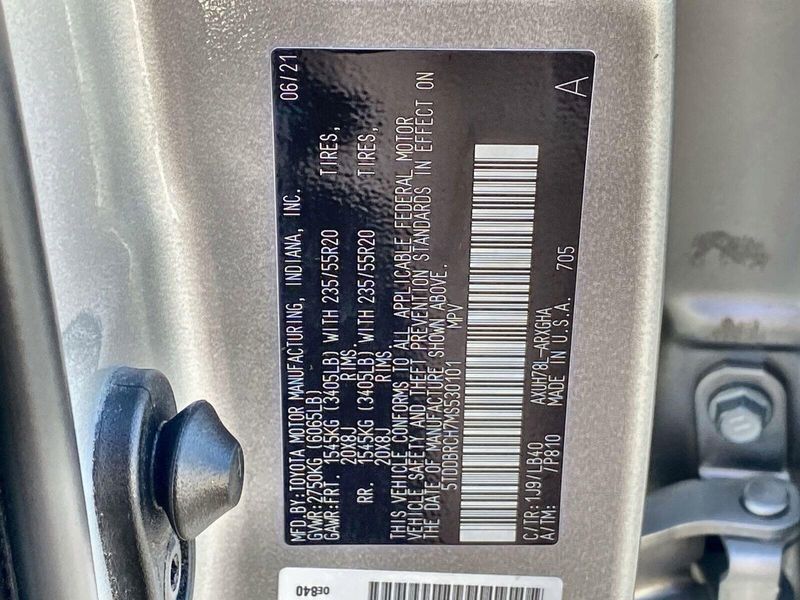 MFD.BY:TOYOTA MOTOR MANUFACTURING, INDIANA, INC. 06/21
GVWR:2750KG (6065LB)
GAWR:FRT. 1545KG (3405LB) WITH 235/55R20 TIRES,
20X8J RIMS.
RR. 1545KG (3405LB) WITH 235/55R20 TIRES,
20X8J RIMS.
THIS VEHICLE CONFORMS TO ALL APPLICABLE FEDERAL MOTOR
VEHICLE SAFETY AND THEFT PREVENTION STANDARDS IN EFFECT ON
THE DATE OF MANUFACTURE SHOWN ABOVE.
5TDDBRCH7MS530101 MPV
C/TR:1J9/LB40 AXUH78L-ARXGHA 705
A/TM: /P810 MADE IN U.S.A. A
0E840